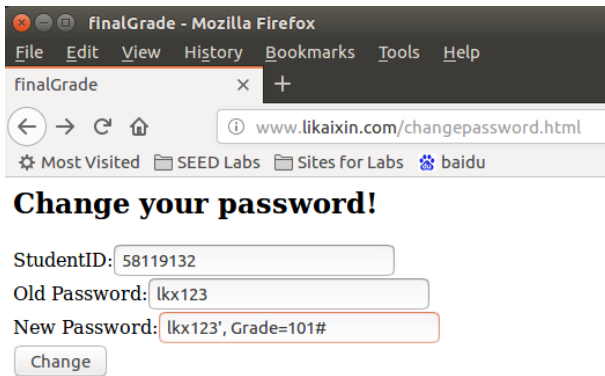 finalGrade - Mozilla Firefox
File Edit View History Bookmarks Tools Help
finalGrade × +
www.likaixin.com/changepassword.html
Most Visited SEED Labs Sites for Labs baidu
Change your password!
StudentID: 58119132
Old Password: lkx123
New Password: lkx123', Grade=101#
Change